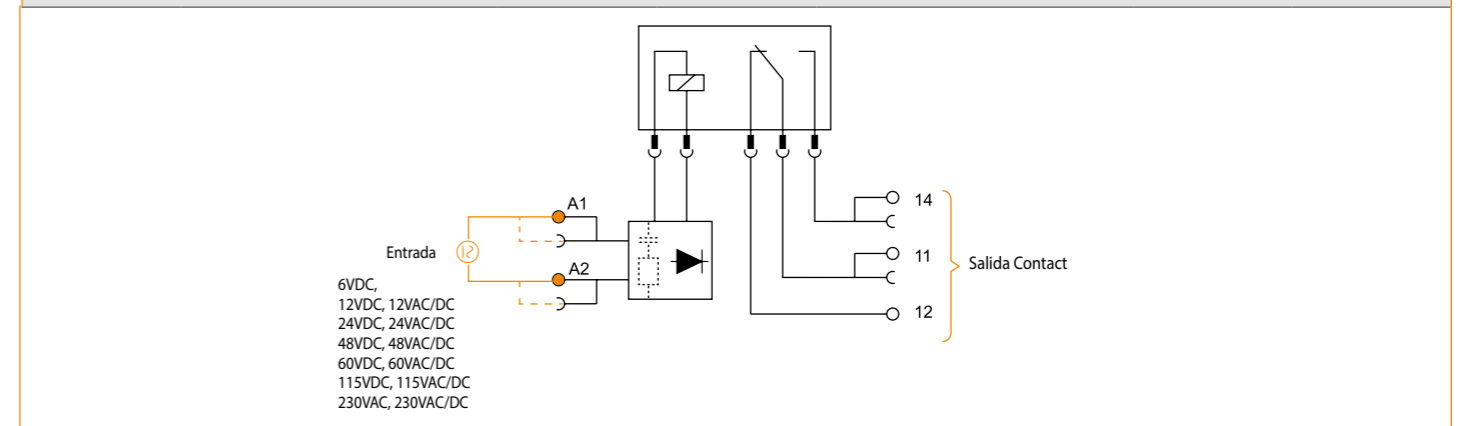 A1
Entrada
A2
6VDC,
12VDC, 12VAC/DC
24VDC, 24VAC/DC
48VDC, 48VAC/DC
60VDC, 60VAC/DC
115VDC, 115VAC/DC
230VAC, 230VAC/DC
14
11
Salida Contact
12